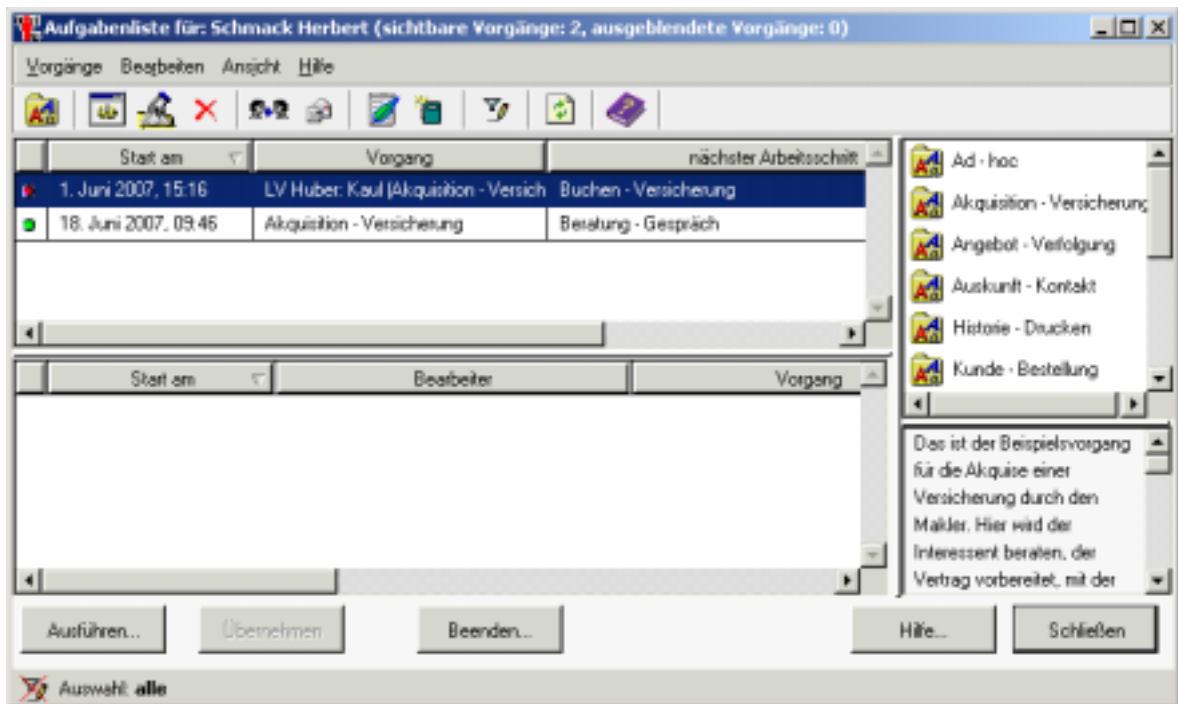 Aufgabenliste für: Schmack Herbert (sichtbare Vorgänge: 2, ausgeblendete Vorgänge: 0)
Vorgänge Bearbeiten Ansicht Hilfe
Start am Vorgang nächster Arbeitsschritt
1. Juni 2007, 15:16 LV Huber: Kauf |Akquisition - Versich Buchen - Versicherung
18. Juni 2007, 09:46 Akquisition - Versicherung Beratung - Gespräch
Start am Bearbeiter Vorgang
Ad - hoc
Akquisition - Versicherung
Angebot - Verfolgung
Auskunft - Kontakt
Historie - Drucken
Kunde - Bestellung
Das ist der Beispielsvorgang
für die Akquise einer
Versicherung durch den
Makler. Hier wird der
Interessent beraten, der
Vertrag vorbereitet, mit der
Ausführen... Übernehmen Beenden... Hilfe... Schließen
Auswahl: alle